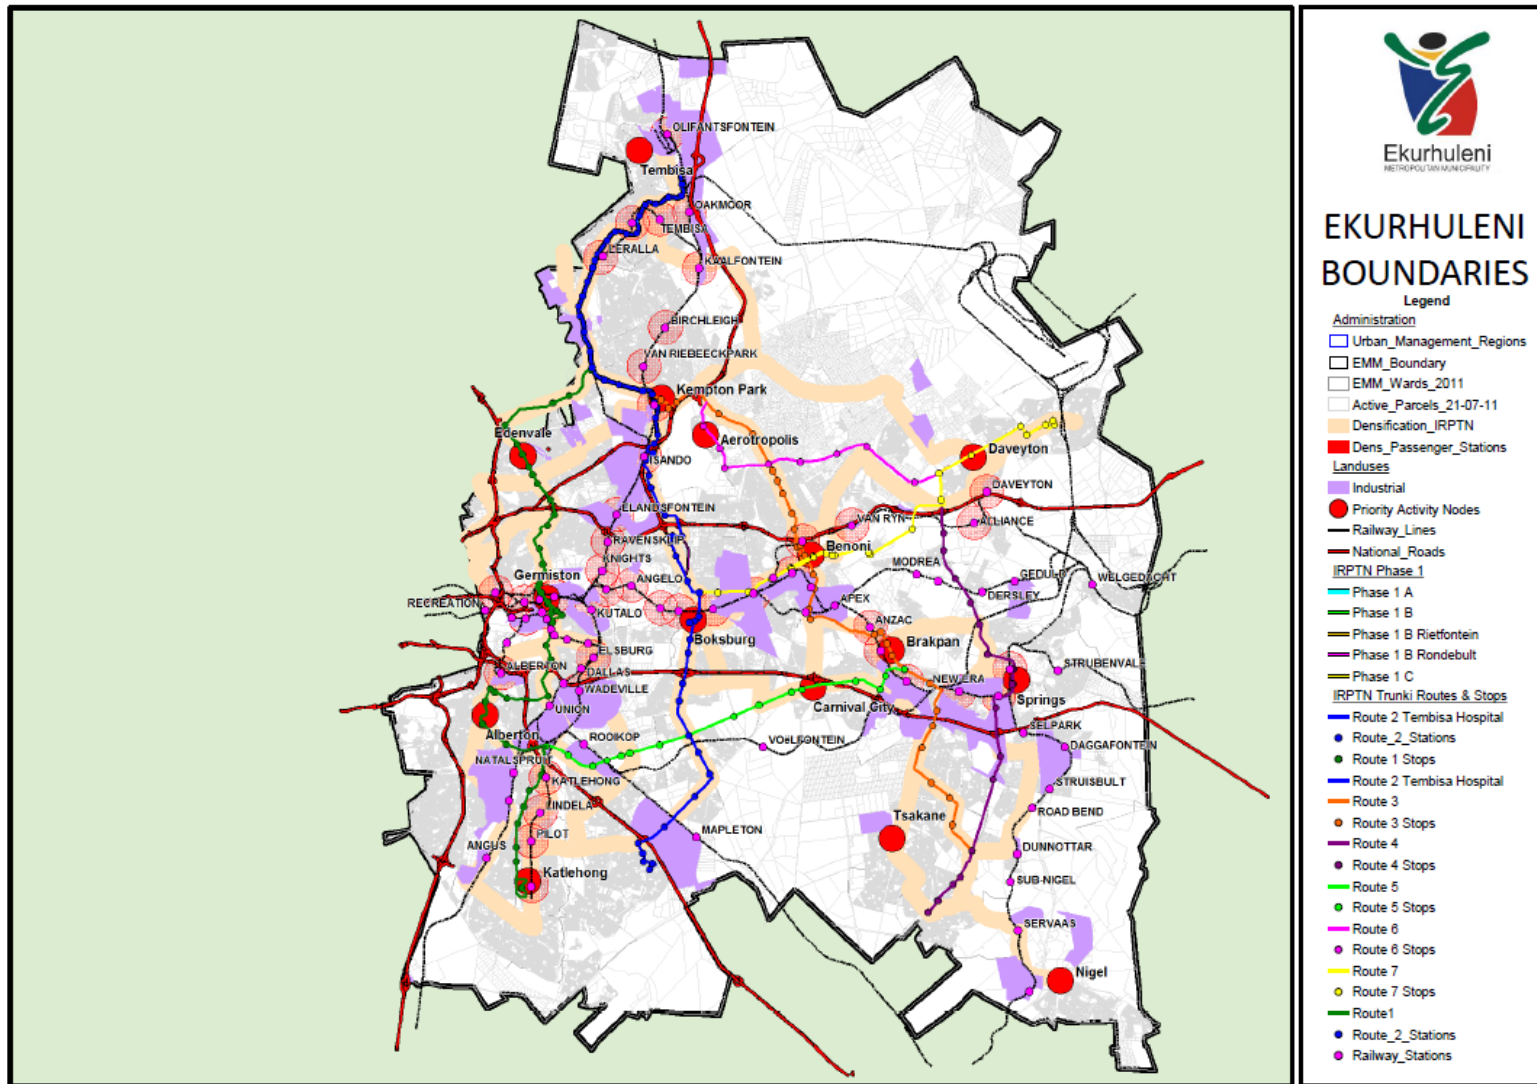 OLIFANTSFONTEIN
Tembisa
OAKMOOR
TEMBISA
LERALLA
KAALFONTEIN
BIRCHLEIGH
VAN RIEBEECKPARK
Kempton Park
Edenvale
Aerotropolis
Daveyton
ISANDO
DAVEYTON
ELANDSFONTEIN
VAN RYN
ALLIANCE
RAVENSKLIP
Benoni
KNIGHTS
MODREA
Germiston
ANGELO
GEDULD
WELGEDACHT
DERSLEY
RECREATION
KUTALO
APEX
Boksburg
ANZAC
Brakpan
ELSBURG
ALBERTON
DALLAS
STRUBENVALE
WADEVILLE
NEW ERA
Springs
Carnival City
UNION
Alberton
ROOIKOP
VOELFONTEIN
SELPARK
DAGGAFONTEIN
NATALSPRUIT
KATLEHONG
STRUISBULT
LINDELA
ROAD BEND
Tsakane
PILOT
MAPLETON
ANGUS
DUNNOTTAR
Katlehong
SUB-NIGEL
SERVAAS
Nigel
Ekurhuleni
METROPOLITAN MUNICIPALITY
EKURHULENI
BOUNDARIES
Legend
Administration
Urban_Management_Regions
EMM_Boundary
EMM_Wards_2011
Active_Parcels_21-07-11
Densification_IRPTN
Dens_Passenger_Stations
Landuses
Industrial
Priority Activity Nodes
Railway_Lines
National_Roads
IRPTN Phase 1
Phase 1 A
Phase 1 B
Phase 1 B Rietfontein
Phase 1 B Rondebult
Phase 1 C
IRPTN Trunki Routes & Stops
Route 2 Tembisa Hospital
Route_2_Stations
Route 1 Stops
Route 2 Tembisa Hospital
Route 3
Route 3 Stops
Route 4
Route 4 Stops
Route 5
Route 5 Stops
Route 6
Route 6 Stops
Route 7
Route 7 Stops
Route1
Route_2_Stations
Railway_Stations